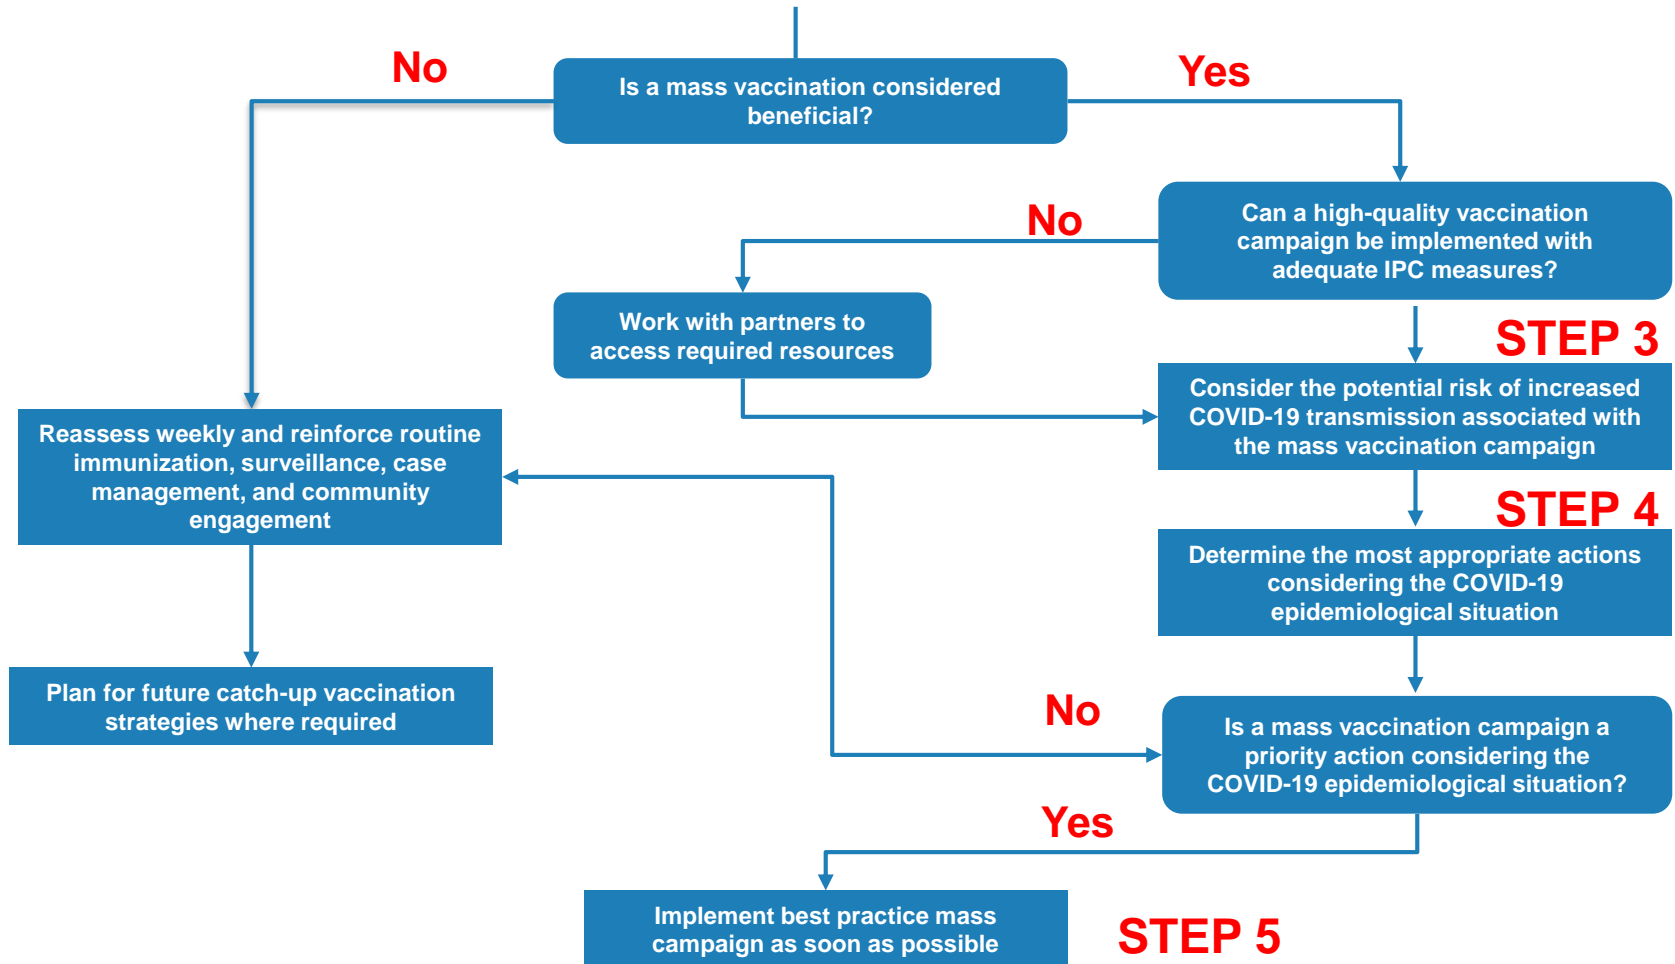 No
Yes
Is a mass vaccination considered
beneficial?
No
Can a high-quality vaccination
campaign be implemented with
adequate IPC measures?
Work with partners to
access required resources
STEP 3
Consider the potential risk of increased
COVID-19 transmission associated with
the mass vaccination campaign
Reassess weekly and reinforce routine
immunization, surveillance, case
management, and community
engagement
STEP 4
Determine the most appropriate actions
considering the COVID-19
epidemiological situation
Plan for future catch-up vaccination
strategies where required
No
Is a mass vaccination campaign a
priority action considering the
COVID-19 epidemiological situation?
Yes
Implement best practice mass
campaign as soon as possible
STEP 5